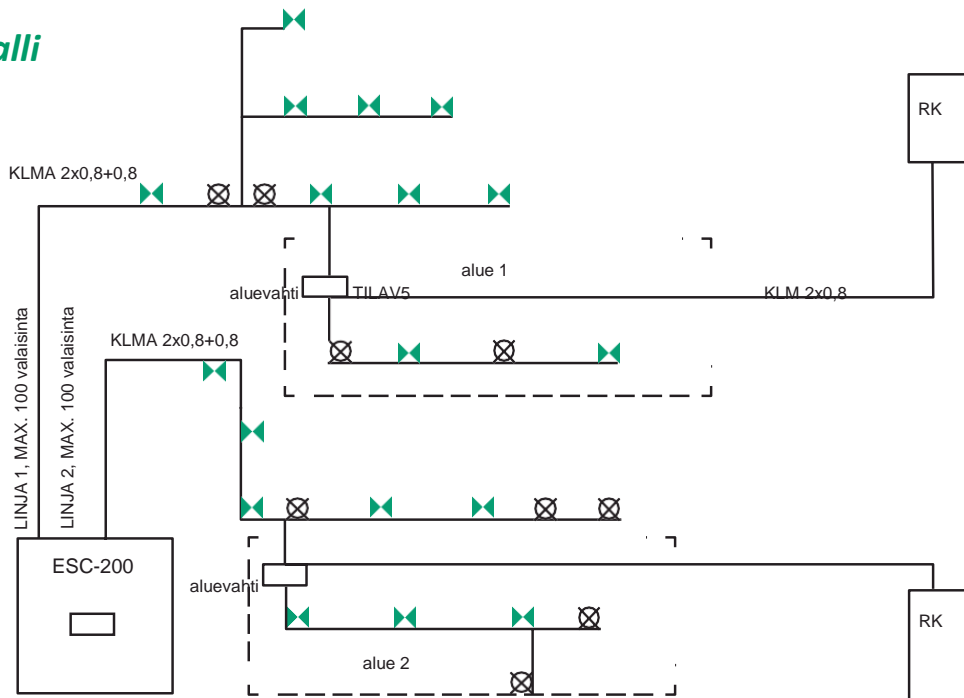 alli
RK
KLMA 2x0,8+0,8
alue 1
aluevahti
TILAV5
KLM 2x0,8
KLMA 2x0,8+0,8
LINJA 1, MAX. 100 valaisinta
LINJA 2, MAX. 100 valaisinta
ESC-200
aluevahti
RK
alue 2